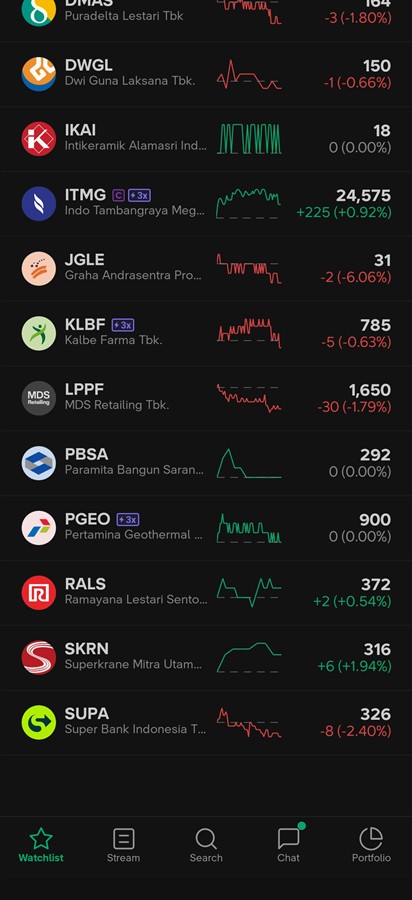 DMAS
164
Puradelta Lestari Tbk
-3 (-1.80%)
DWGL
150
Dwi Guna Laksana Tbk.
-1 (-0.66%)
IKAI
18
Intikeramik Alamasri Ind...
0 (0.00%)
ITMG C 3x
24,575
Indo Tambangraya Meg...
+225 (+0.92%)
JGLE
31
Graha Andrasentra Pro...
-2 (-6.06%)
KLBF 3x
785
Kalbe Farma Tbk.
-5 (-0.63%)
MDS
Retailing
LPPF
1,650
MDS Retailing Tbk.
-30 (-1.79%)
PBSA
292
Paramita Bangun Saran...
0 (0.00%)
PGEO 3x
900
Pertamina Geothermal ...
0 (0.00%)
RALS
372
Ramayana Lestari Sento...
+2 (+0.54%)
SKRN
316
Superkrane Mitra Utam...
+6 (+1.94%)
SUPA
326
Super Bank Indonesia T...
-8 (-2.40%)
Watchlist Stream Search Chat Portfolio